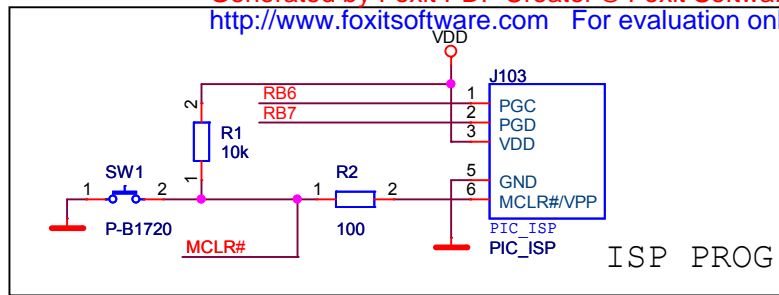 Generated by Foxit PDF Creator © Foxit Software
http://www.foxitsoftware.com For evaluation only
VDD
J103
RB6
1
PGC
RB7
2
PGD
3
VDD
2
R1
10k
1
SW1
1
2
P-B1720
R2
1
2
100
5
GND
6
MCLR#/VPP
MCLR#
PIC_ISP
PIC_ISP
ISP PROG